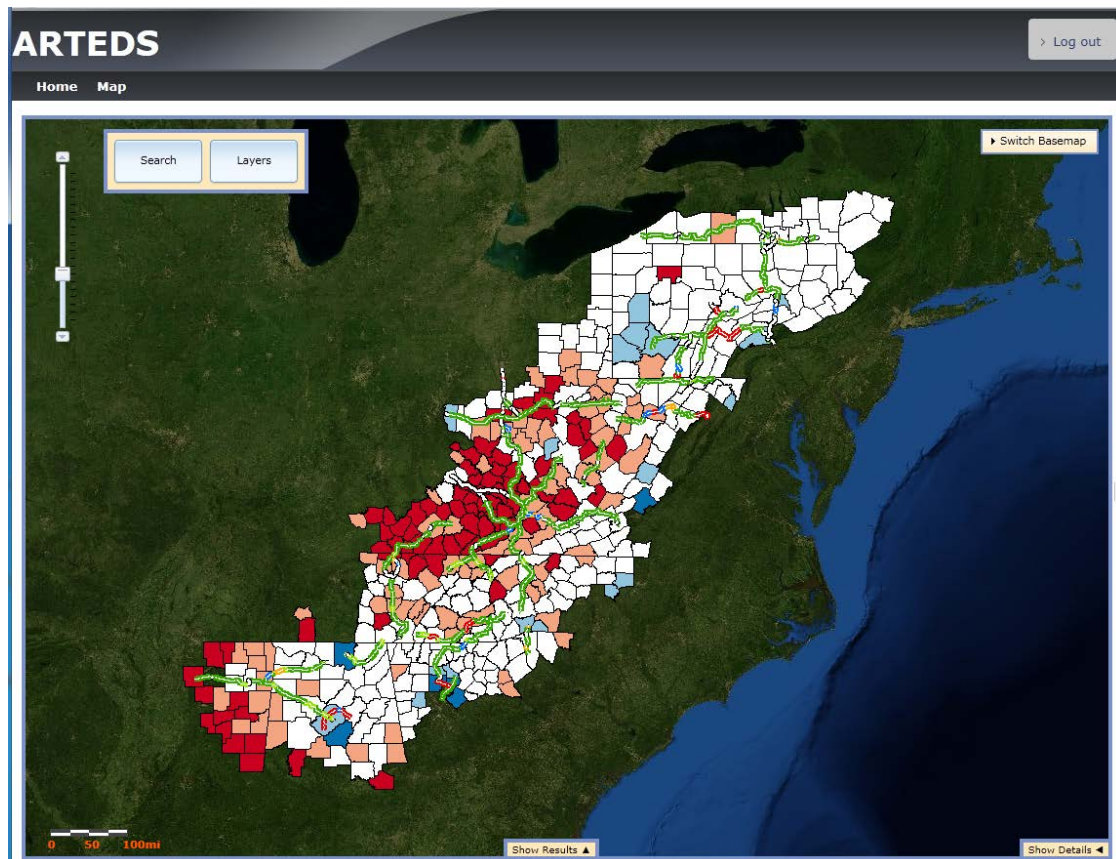 ARTEDS
› Log out
Home Map
Search Layers
Switch Basemap
0 50 100mi
Show Results ▲
Show Details ◄